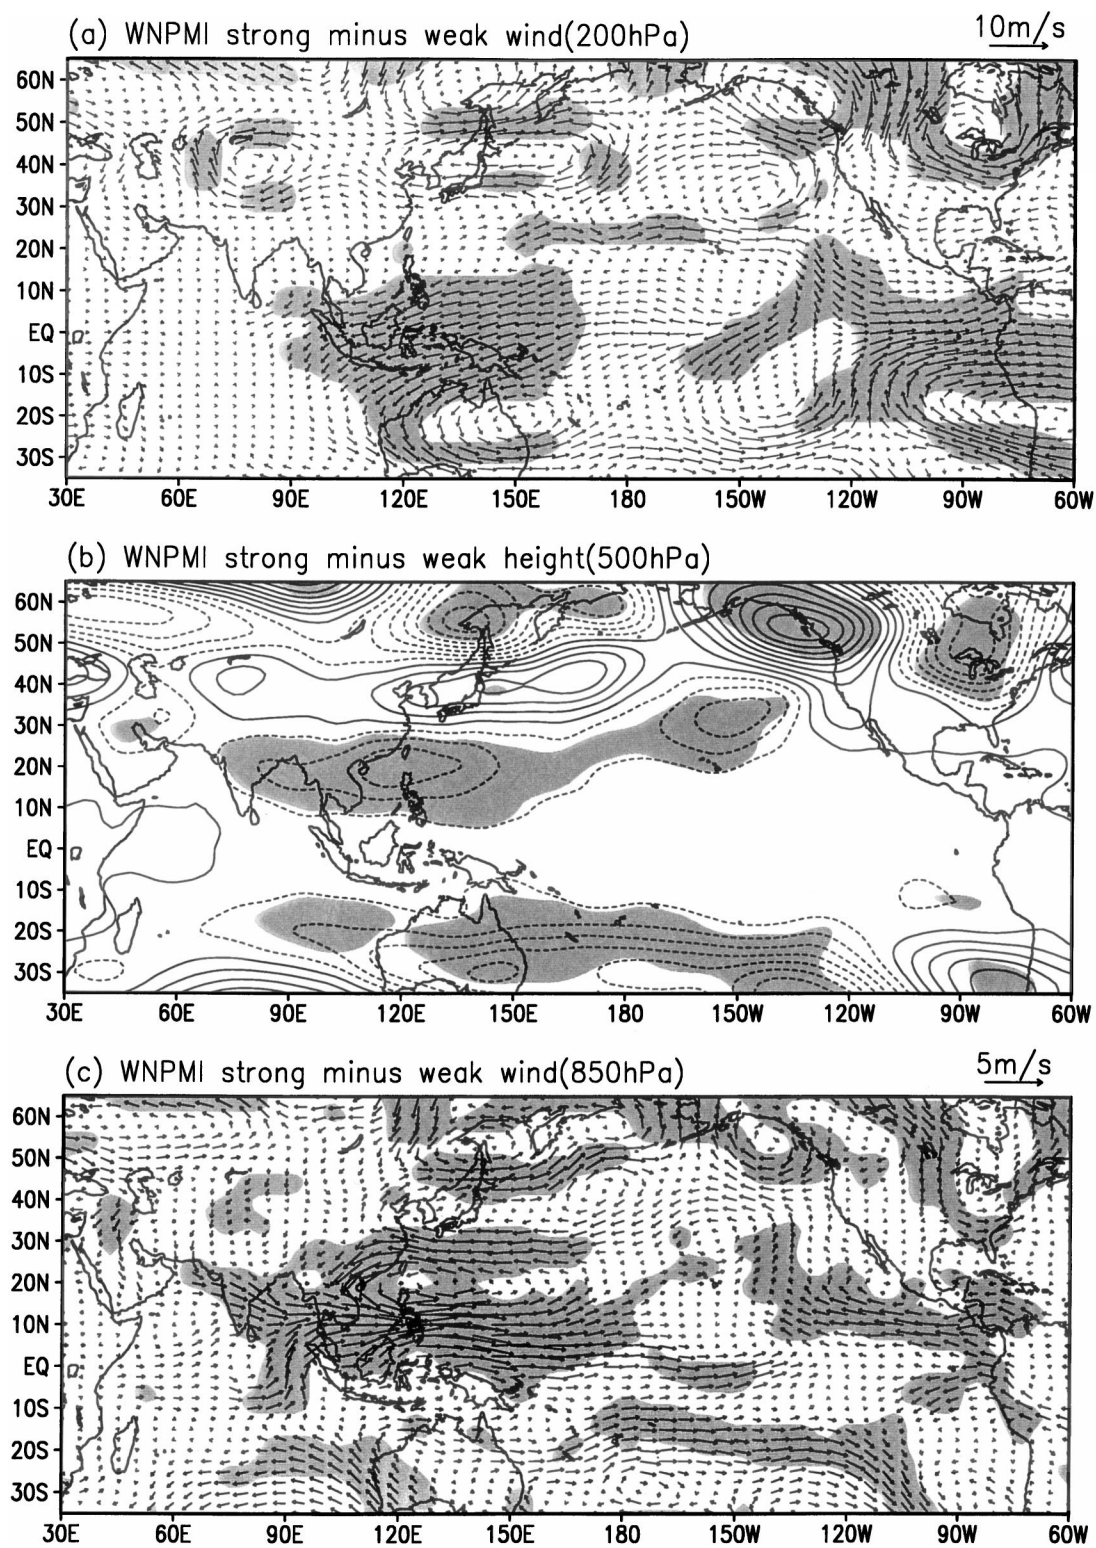 (a) WNPMI strong minus weak wind(200hPa) 10m/s
60N
50N
40N
30N
20N
10N
EQ
10S
20S
30S
30E 60E 90E 120E 150E 180 150W 120W 90W 60W
(b) WNPMI strong minus weak height(500hPa)
60N
50N
40N
30N
20N
10N
EQ
10S
20S
30S
30E 60E 90E 120E 150E 180 150W 120W 90W 60W
(c) WNPMI strong minus weak wind(850hPa) 5m/s
60N
50N
40N
30N
20N
10N
EQ
10S
20S
30S
30E 60E 90E 120E 150E 180 150W 120W 90W 60W